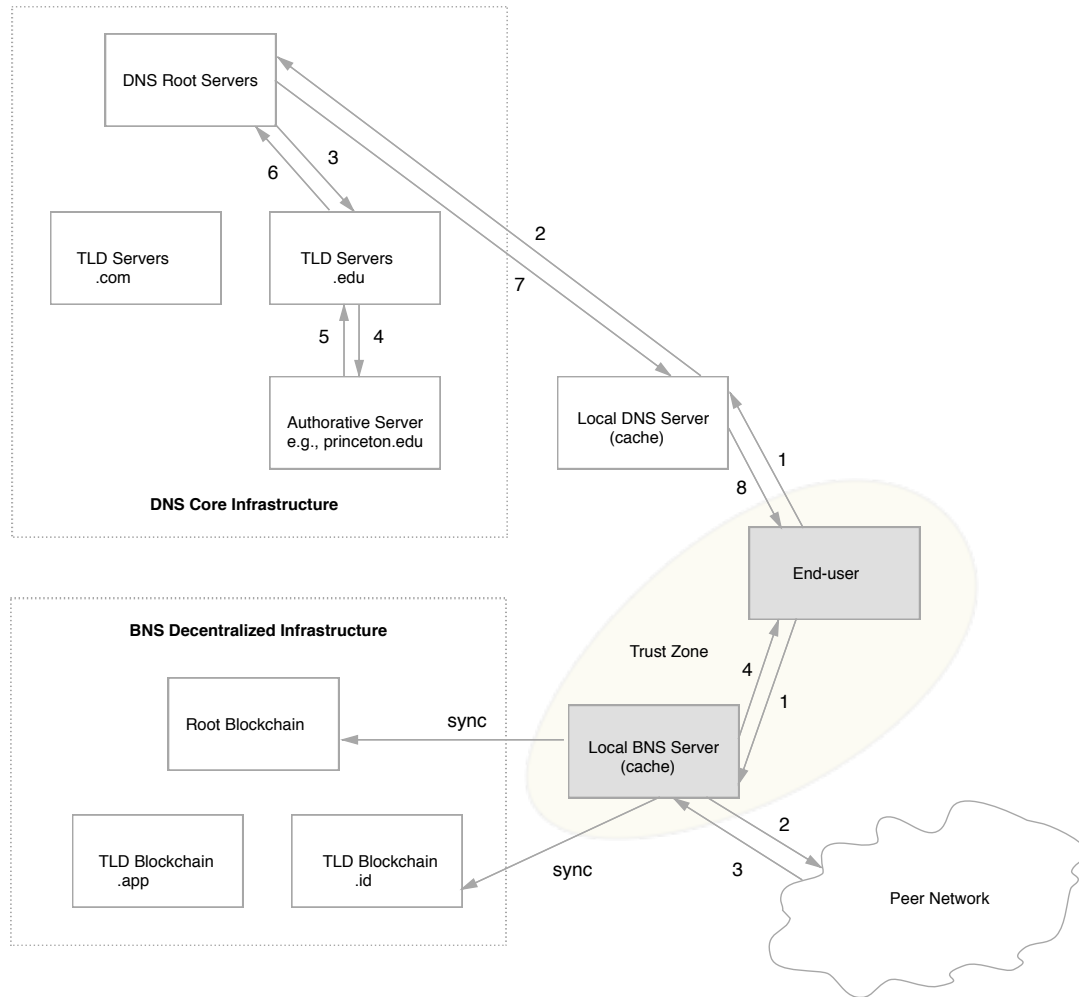 DNS Root Servers
3
6
2
TLD Servers
.com
TLD Servers
.edu
7
5
4
Local DNS Server
(cache)
Authorative Server
e.g., princeton.edu
1
8
DNS Core Infrastructure
End-user
BNS Decentralized Infrastructure
Trust Zone
4
1
Root Blockchain
sync
Local BNS Server
(cache)
2
TLD Blockchain
.app
TLD Blockchain
.id
sync
3
Peer Network